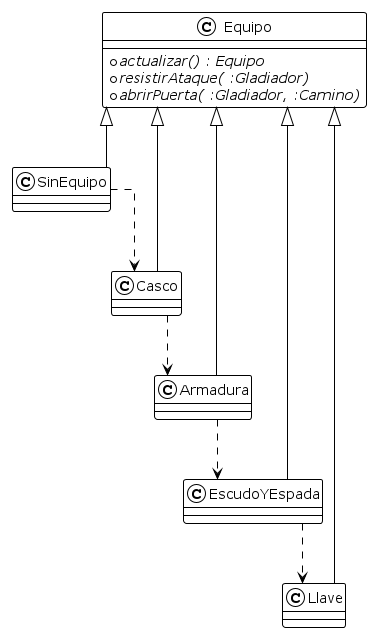 C Equipo
actualizar() : Equipo
resistirAtaque( :Gladiador)
abrirPuerta( :Gladiador, :Camino)
C SinEquipo
C Casco
C Armadura
C EscudoYEspada
C Llave